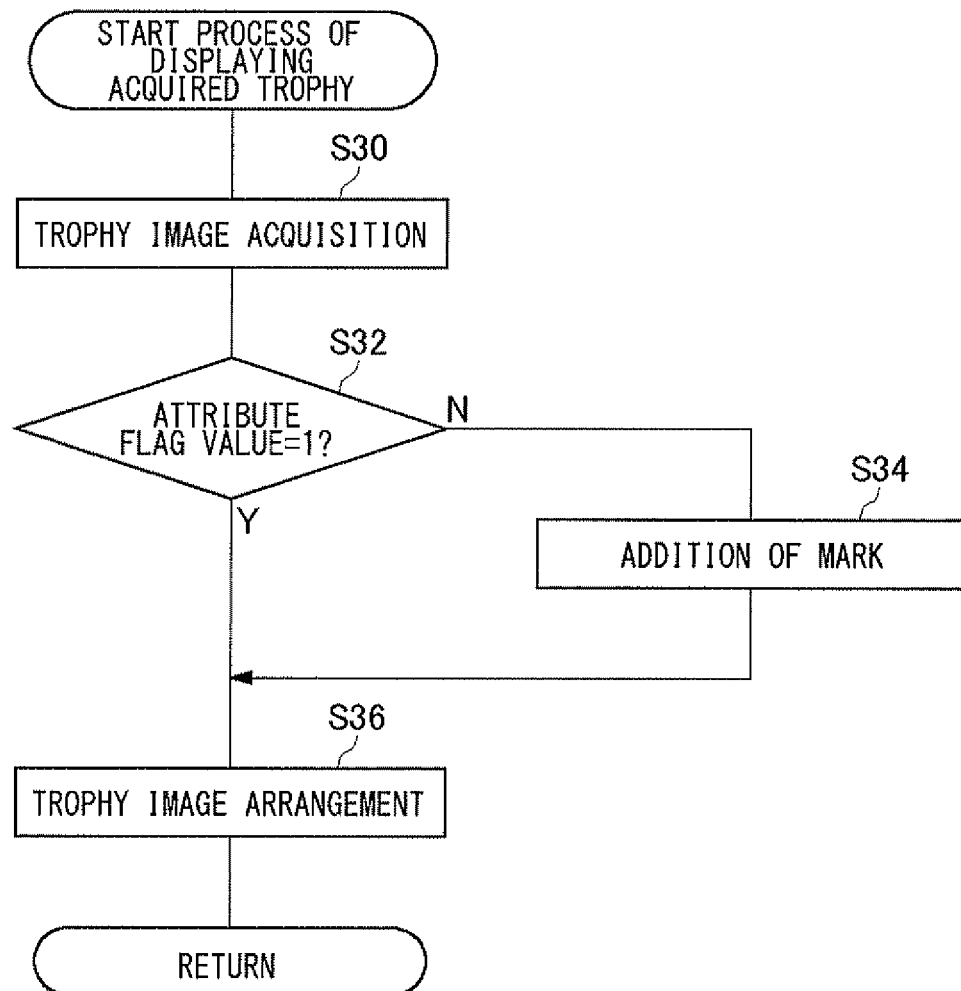 START PROCESS OF
DISPLAYING
ACQUIRED TROPHY
S30
TROPHY IMAGE ACQUISITION
S32
ATTRIBUTE
FLAG VALUE=1?
N
Y
S34
ADDITION OF MARK
S36
TROPHY IMAGE ARRANGEMENT
RETURN